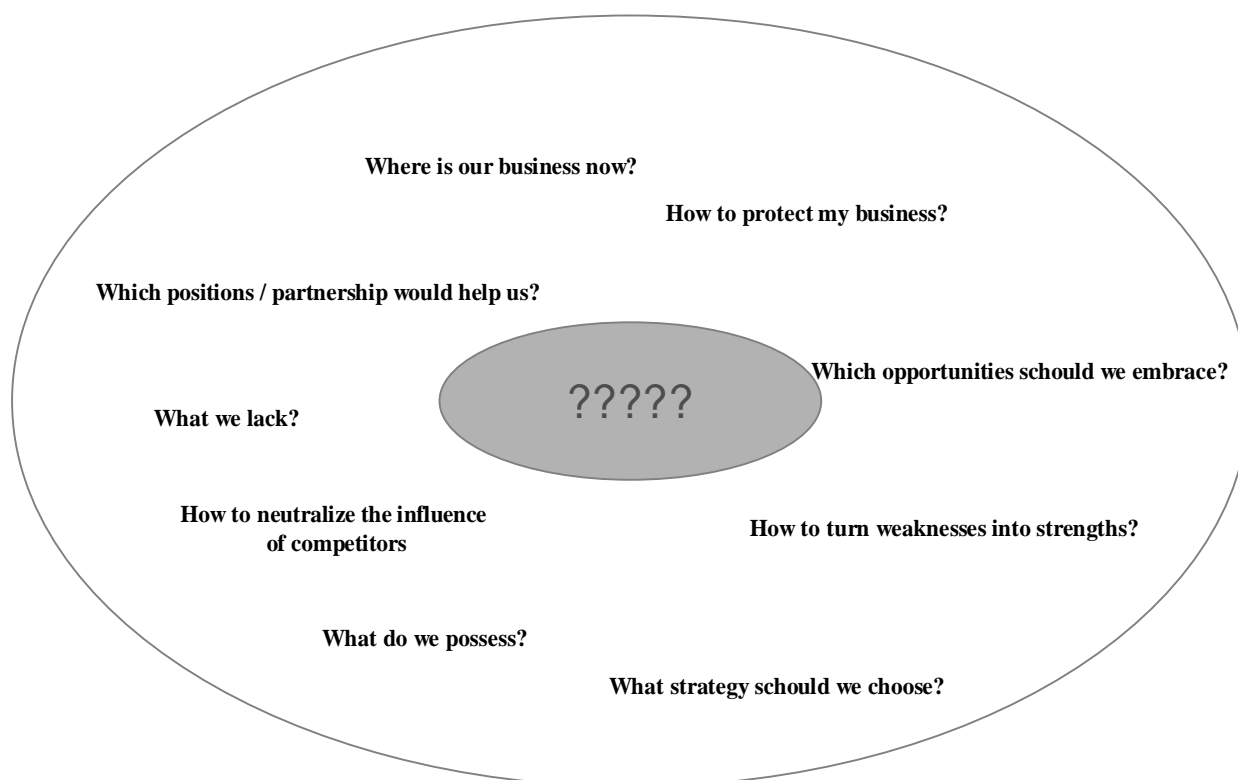 Where is our business now?
How to protect my business?
Which positions / partnership would help us?
Which opportunities schould we embrace?
?????
What we lack?
How to neutralize the influence
of competitors
How to turn weaknesses into strengths?
What do we possess?
What strategy schould we choose?